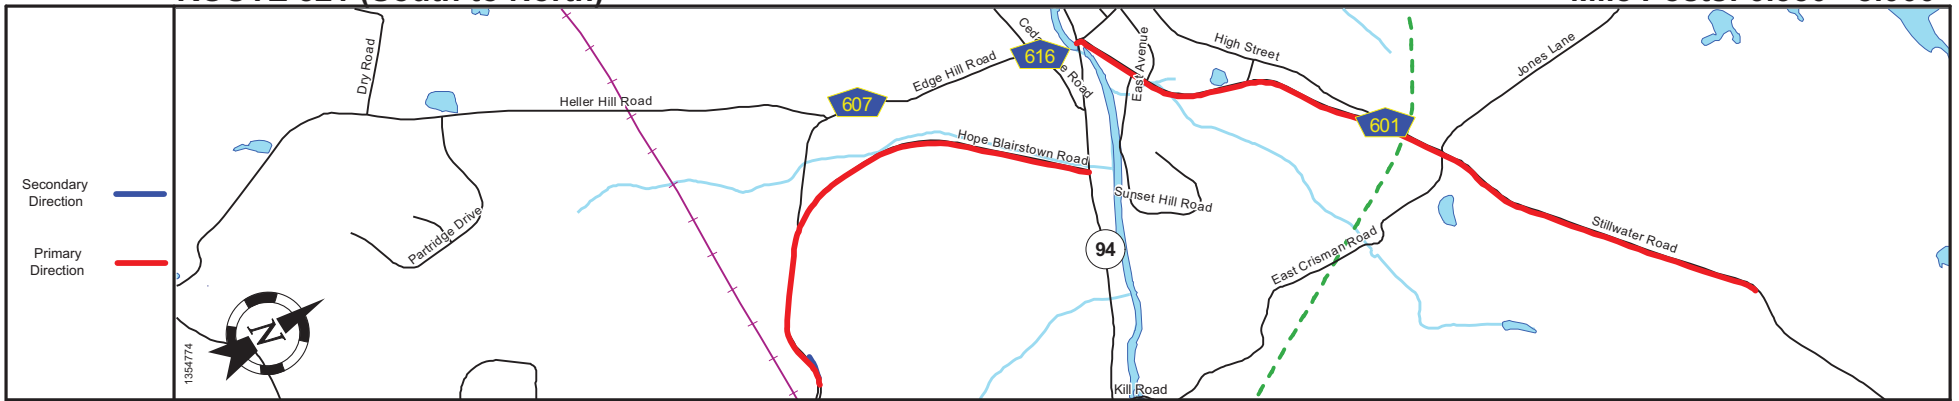 Secondary
Direction
Primary
Direction
Dry Road
Heller Hill Road
607
Edge Hill Road
616
East Avenue
High Street
Jones Lane
601
Hope Blairstown Road
Sunset Hill Road
Partridge Drive
94
East Crisman Road
Stillwater Road
Kill Road
N
1354774